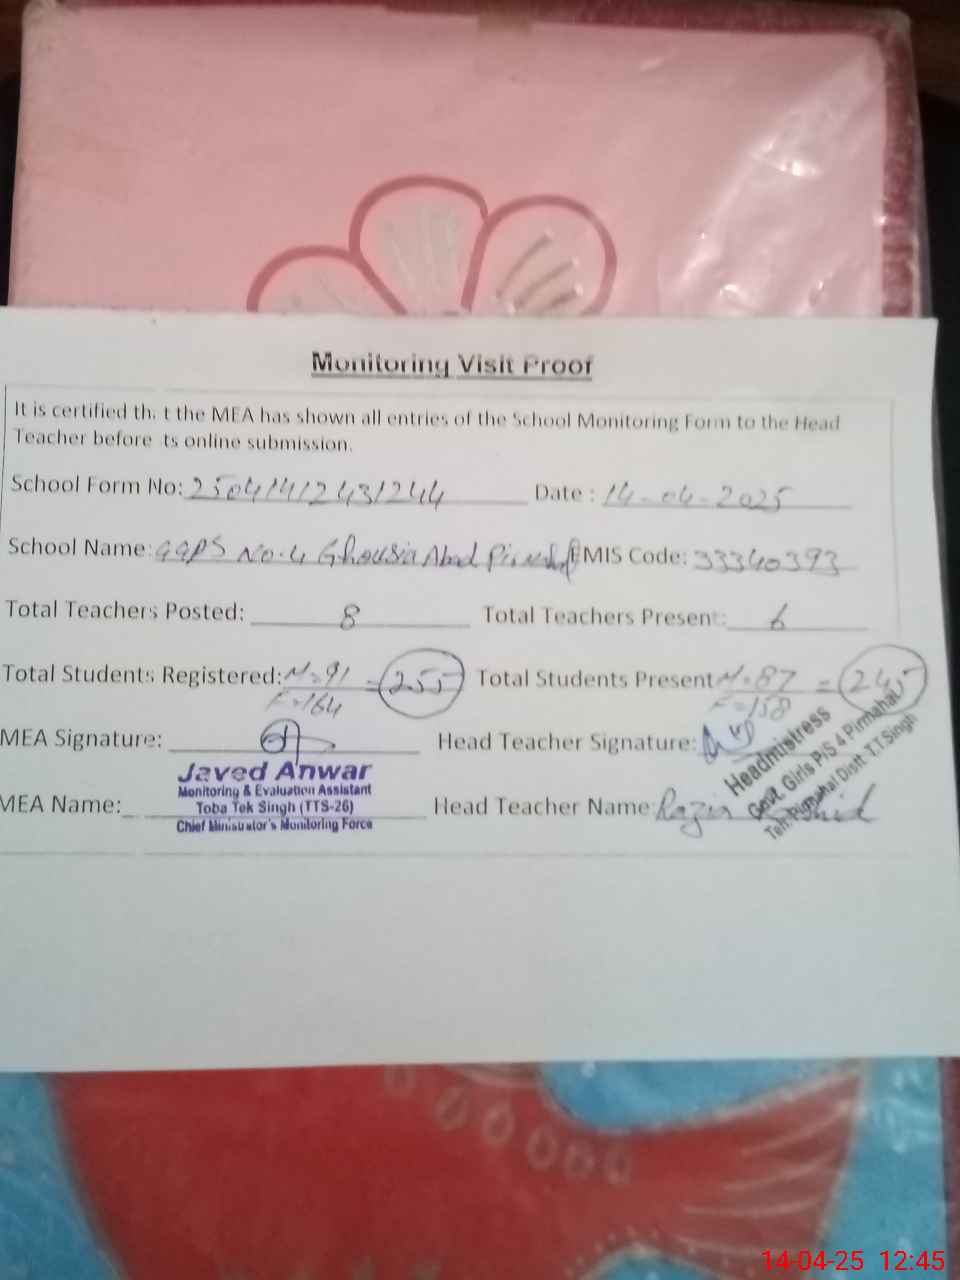 Monitoring Visit Proof
It is certified that the MEA has shown all entries of the School Monitoring Form to the Head
Teacher before its online submission.
School Form No: 25041412431244 Date : 14-04-2025
School Name: GGPS No.4 Ghousia Abad Pirmahal EMIS Code: 33340393
Total Teachers Posted: 8 Total Teachers Present: 6
Total Students Registered: M=91 = 255 Total Students Present M=87 = 245
F=164 F=158
MEA Signature: Head Teacher Signature:
Javed Anwar
Monitoring & Evaluation Assistant
Toba Tek Singh (TTS-26)
Chief Minister's Monitoring Force
MEA Name: Head Teacher Name:
Headmistress
Govt. Girls P/S 4 Pirmahal
Teh. Pirmahal Distt. T.T.Singh
14-04-25 12:45